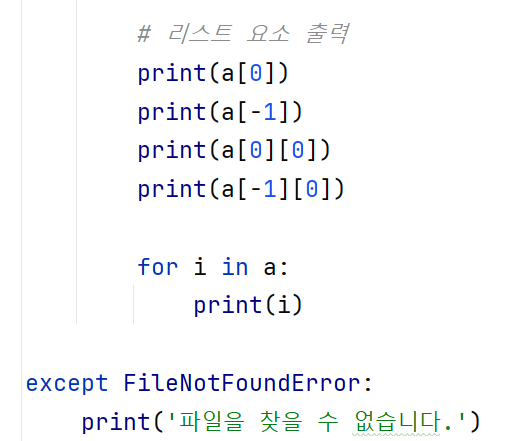 # 리스트 요소 출력
print(a[0])
print(a[-1])
print(a[0][0])
print(a[-1][0])
for i in a:
print(i)
except FileNotFoundError:
print('파일을 찾을 수 없습니다.')